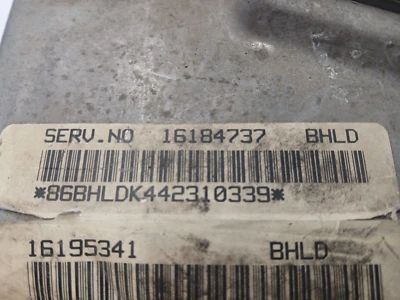 SERV.NO 16184737 BHLD
*86BHLDK442310339*
16195341 BHLD